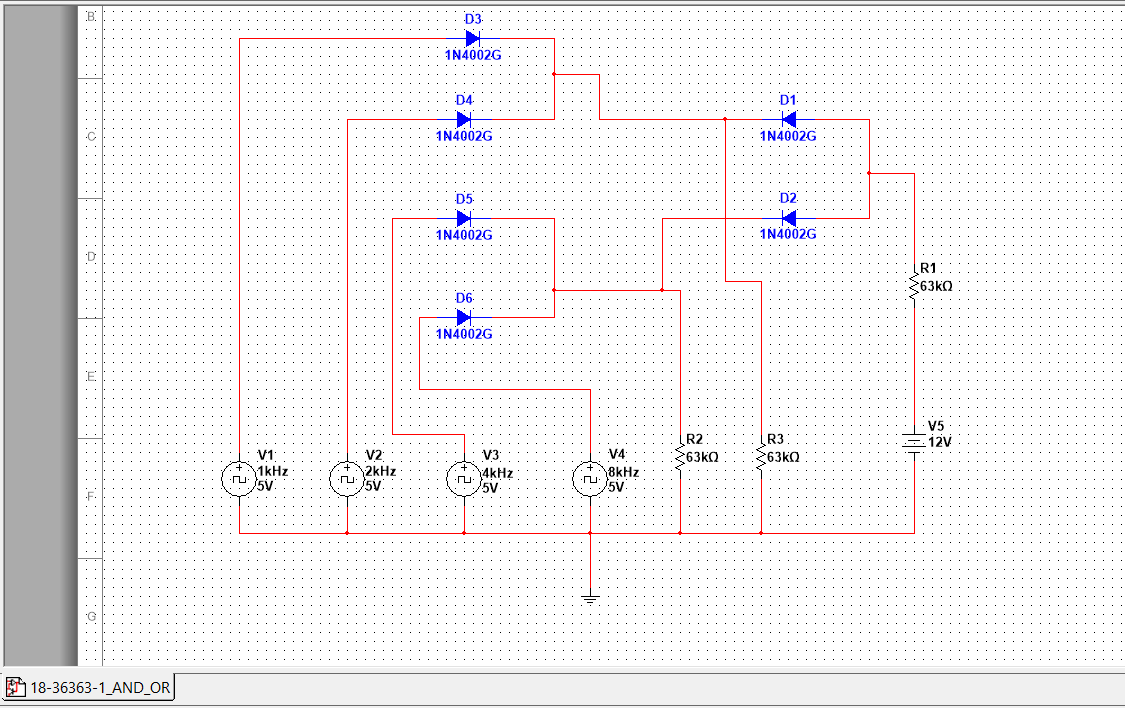 B
D3
1N4002G
D4
D1
C
1N4002G
1N4002G
D5
D2
1N4002G
1N4002G
D
R1
63kΩ
D6
1N4002G
E
V5
12V
R2
63kΩ
R3
63kΩ
V1
1kHz
5V
V2
2kHz
5V
V3
4kHz
5V
V4
8kHz
5V
F
G
18-36363-1_AND_OR